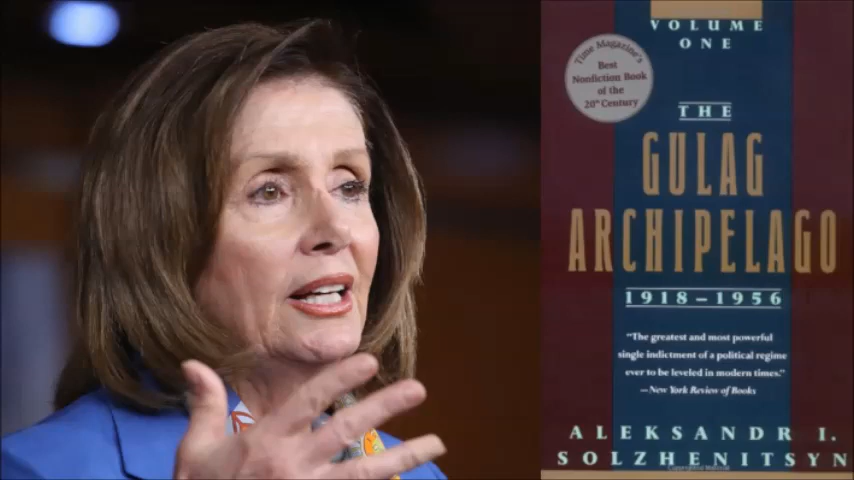 VOLUME
ONE
Time Magazine's
Best
Nonfiction Book
of the
20th Century
THE
GULAG
ARCHIPELAGO
1918–1956
"The greatest and most powerful
single indictment of a political regime
ever to be leveled in modern times."
—New York Review of Books
ALEKSANDR I.
SOLZHENITSYN